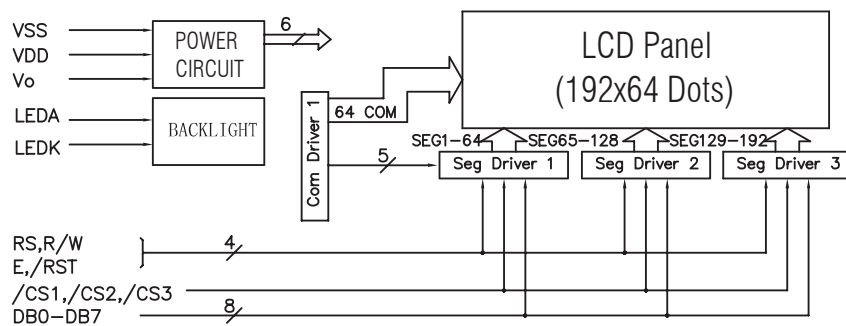 VSS
VDD
Vo
POWER
CIRCUIT
6
LCD Panel
(192x64 Dots)
LEDA
LEDK
BACKLIGHT
Com Driver 1
64 COM
SEG1-64
SEG65-128
SEG129-192
5
Seg Driver 1
Seg Driver 2
Seg Driver 3
RS,R/W
E,/RST
4
/CS1,/CS2,/CS3
DB0-DB7
8